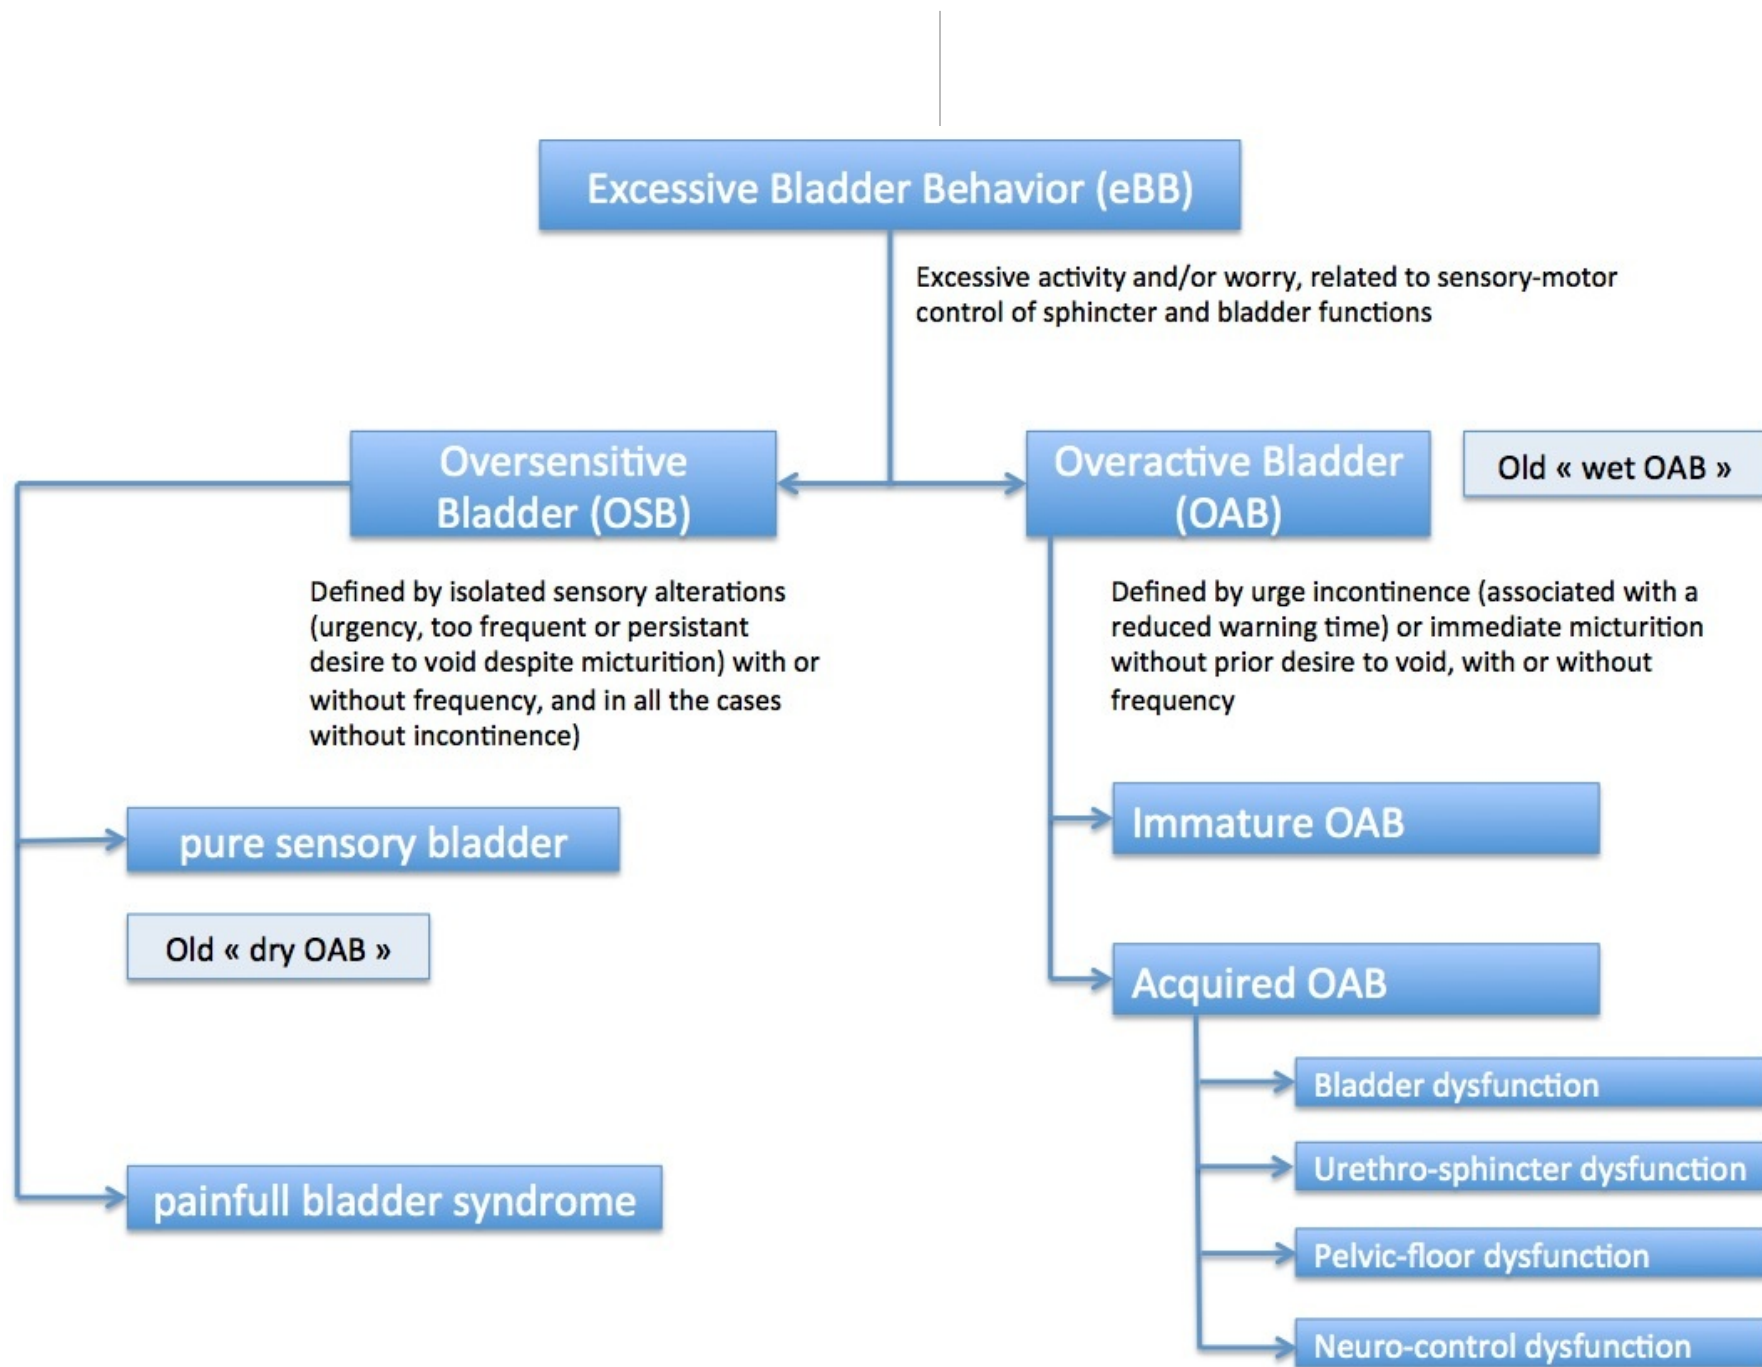 Excessive Bladder Behavior (eBB)
Excessive activity and/or worry, related to sensory-motor
control of sphincter and bladder functions
Oversensitive
Bladder (OSB)
Overactive Bladder
(OAB)
Old « wet OAB »
Defined by isolated sensory alterations
(urgency, too frequent or persistant
desire to void despite micturition) with or
without frequency, and in all the cases
without incontinence)
Defined by urge incontinence (associated with a
reduced warning time) or immediate micturition
without prior desire to void, with or without
frequency
pure sensory bladder
Old « dry OAB »
painfull bladder syndrome
Immature OAB
Acquired OAB
Bladder dysfunction
Urethro-sphincter dysfunction
Pelvic-floor dysfunction
Neuro-control dysfunction